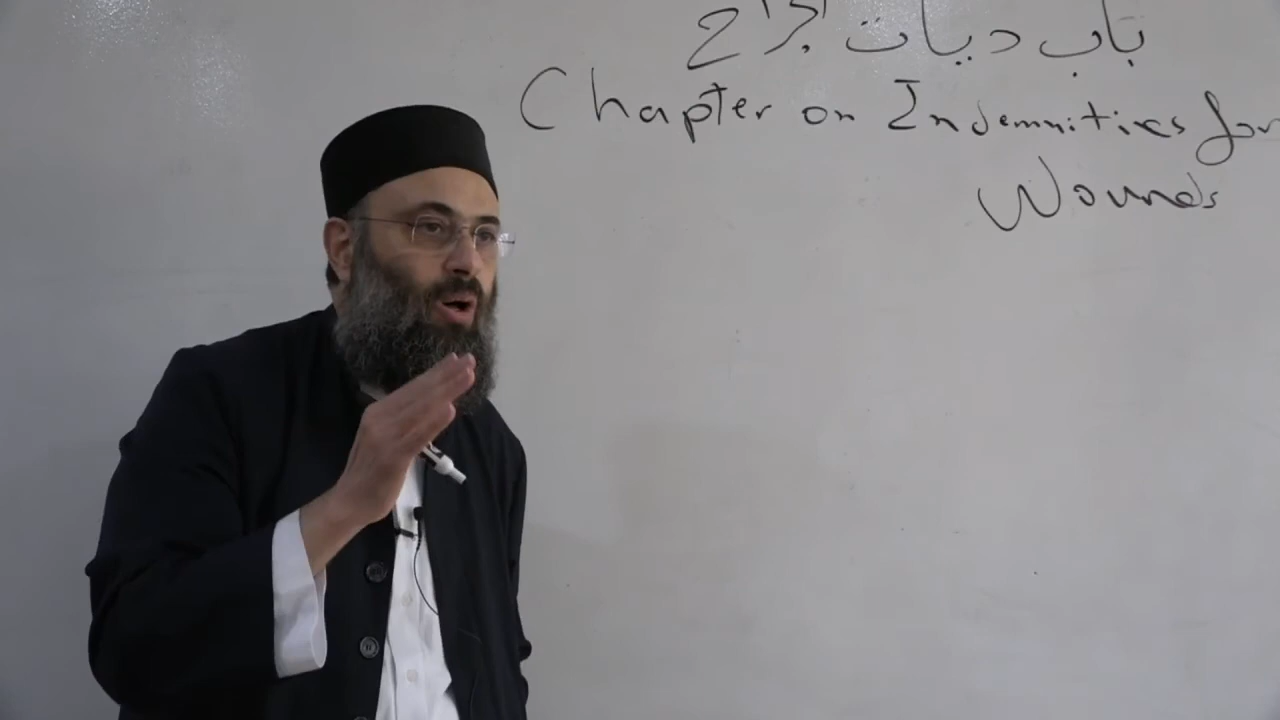 باب ديات الجراح
Chapter on Indemnities for
Wounds